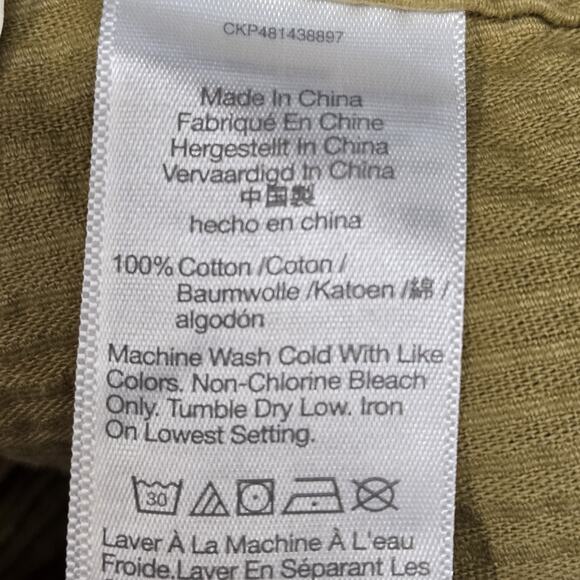 CKP481438897
Made In China
Fabriqué En Chine
Hergestellt In China
Vervaardigd In China
中国製
hecho en china
100% Cotton /Coton /
Baumwolle /Katoen /綿 /
algodón
Machine Wash Cold With Like
Colors. Non-Chlorine Bleach
Only. Tumble Dry Low. Iron
On Lowest Setting.
30
Laver À La Machine À L'eau
Froide.Laver En Séparant Les